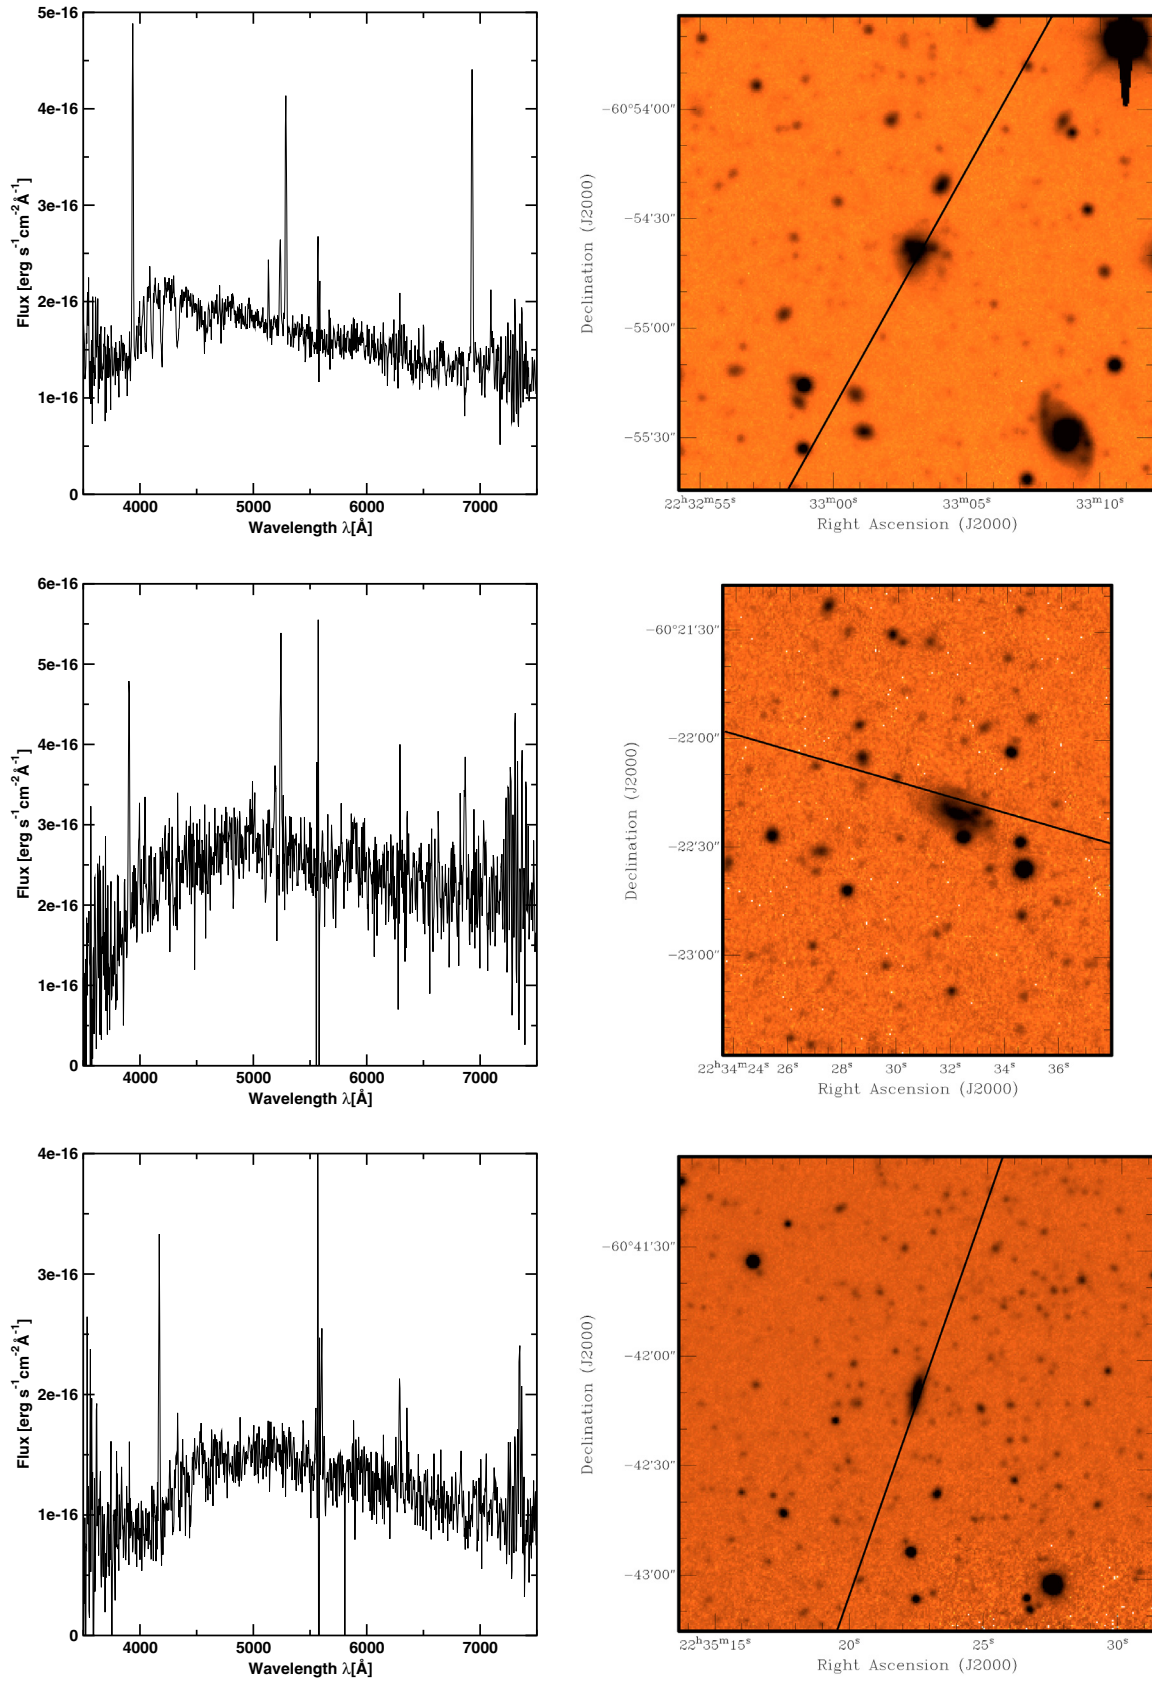 5e-16
4e-16
3e-16
2e-16
1e-16
0
Flux [erg s⁻¹cm⁻²Å⁻¹]
4000 5000 6000 7000
Wavelength λ[Å]
−60°54'00"
−54'30"
−55'00"
−55'30"
Declination (J2000)
22ʰ32ᵐ55ˢ 33ᵐ00ˢ 33ᵐ05ˢ 33ᵐ10ˢ
Right Ascension (J2000)
6e-16
5e-16
4e-16
3e-16
2e-16
1e-16
0
Flux [erg s⁻¹cm⁻²Å⁻¹]
4000 5000 6000 7000
Wavelength λ[Å]
−60°21'30"
−22'00"
−22'30"
−23'00"
Declination (J2000)
22ʰ34ᵐ24ˢ 26ˢ 28ˢ 30ˢ 32ˢ 34ˢ 36ˢ
Right Ascension (J2000)
4e-16
3e-16
2e-16
1e-16
0
Flux [erg s⁻¹cm⁻²Å⁻¹]
4000 5000 6000 7000
Wavelength λ[Å]
−60°41'30"
−42'00"
−42'30"
−43'00"
Declination (J2000)
22ʰ35ᵐ15ˢ 20ˢ 25ˢ 30ˢ
Right Ascension (J2000)